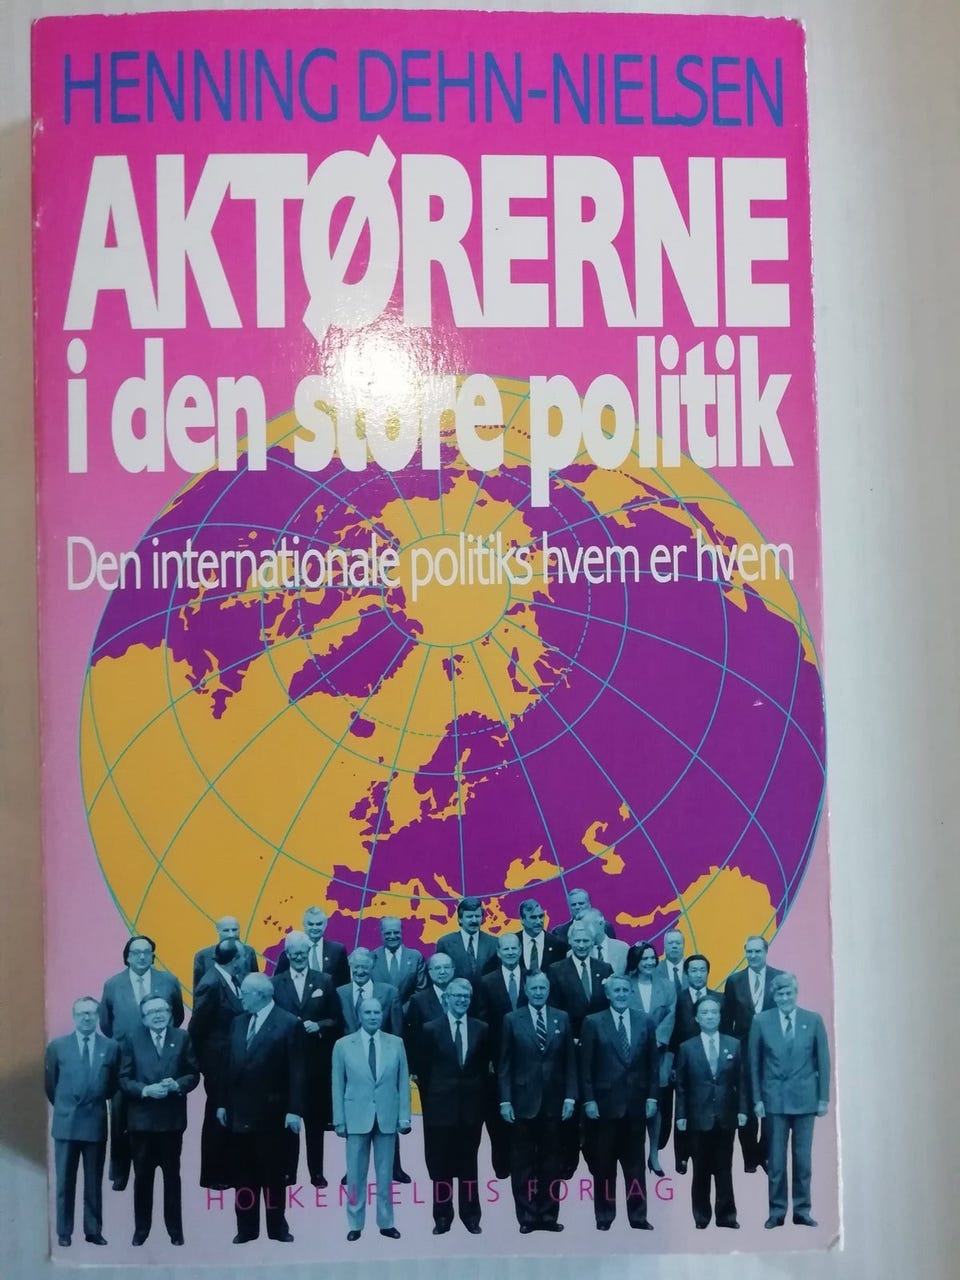 HENNING DEHN-NIELSEN
AKTØRERNE
i den store politik
Den internationale politiks hvem er hvem
HOLKENFELDTS FORLAG